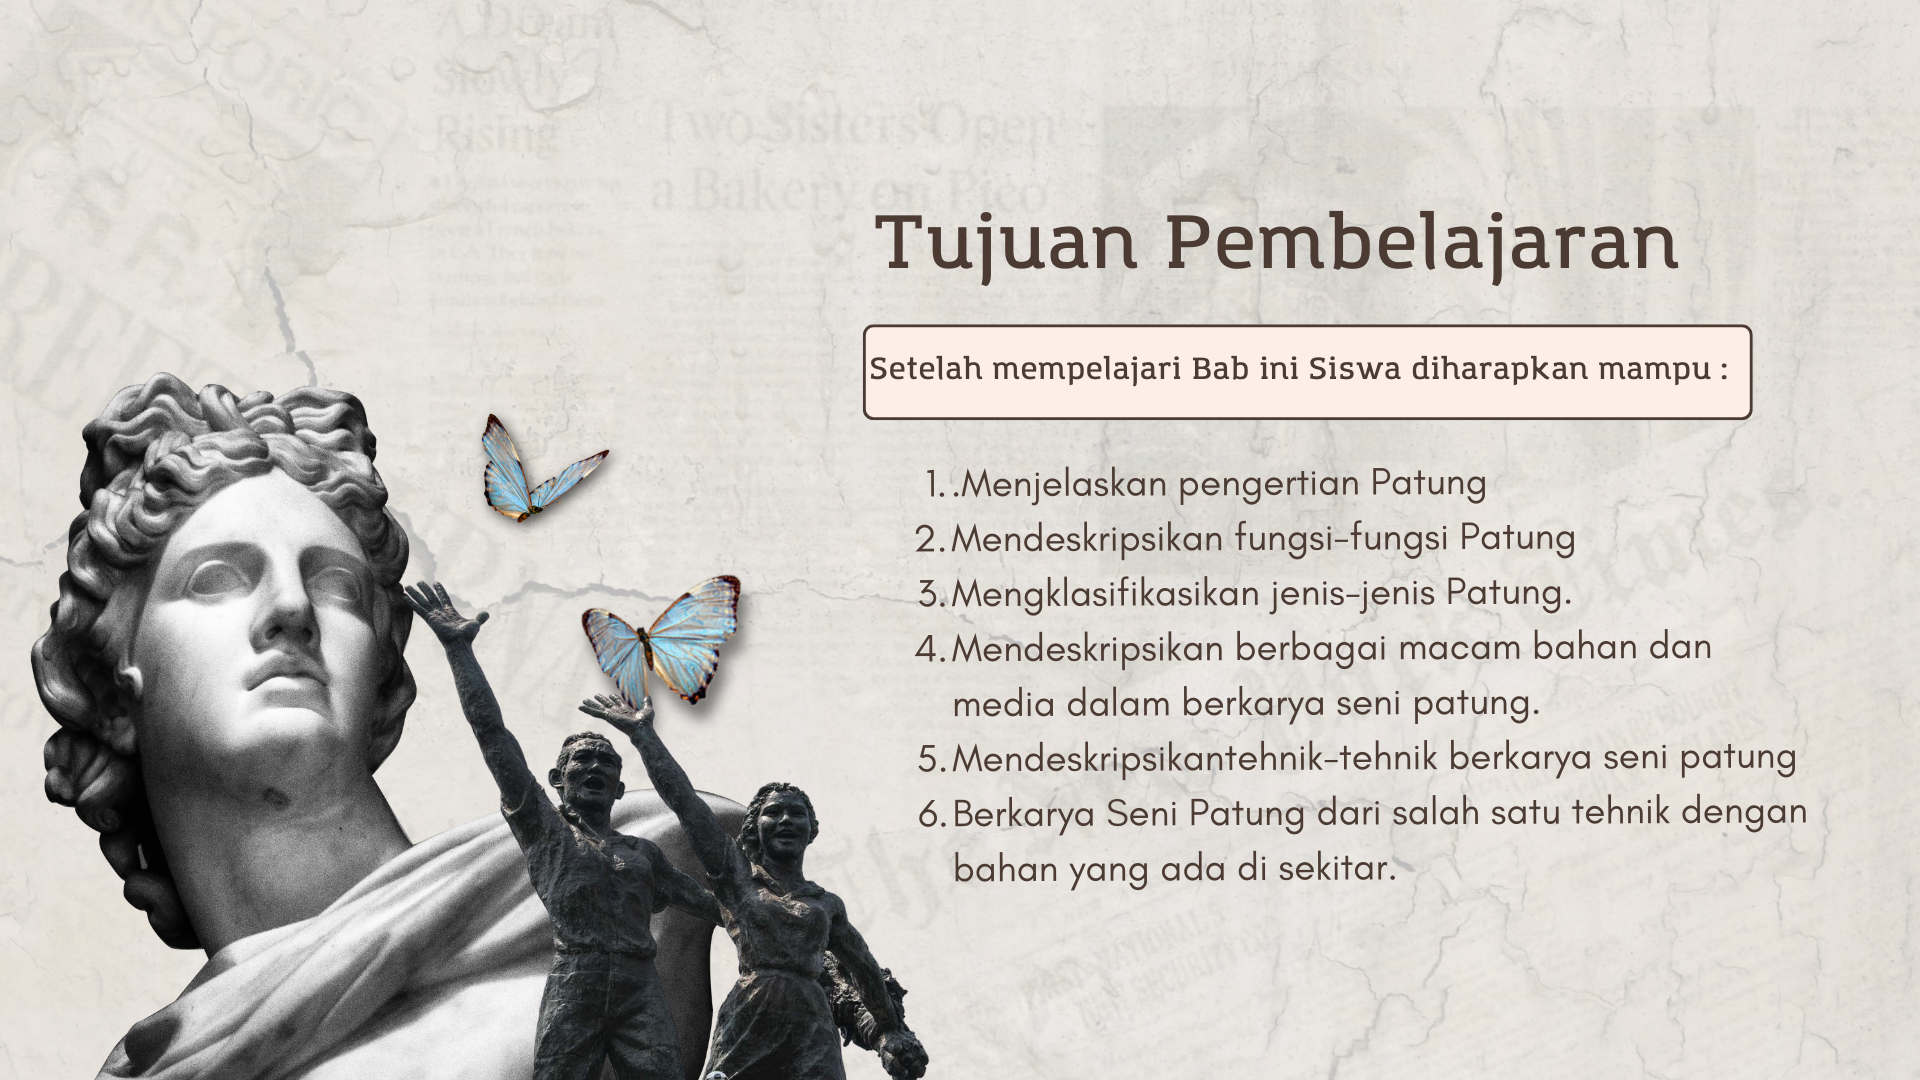 A Do
Slowly
Rising
Two Sisters Open
a Bakery on Pico
Tujuan Pembelajaran
Setelah mempelajari Bab ini Siswa diharapkan mampu :
1. .Menjelaskan pengertian Patung
2. Mendeskripsikan fungsi-fungsi Patung
3. Mengklasifikasikan jenis-jenis Patung.
4. Mendeskripsikan berbagai macam bahan dan
media dalam berkarya seni patung.
5. Mendeskripsikantehnik-tehnik berkarya seni patung
6. Berkarya Seni Patung dari salah satu tehnik dengan
bahan yang ada di sekitar.